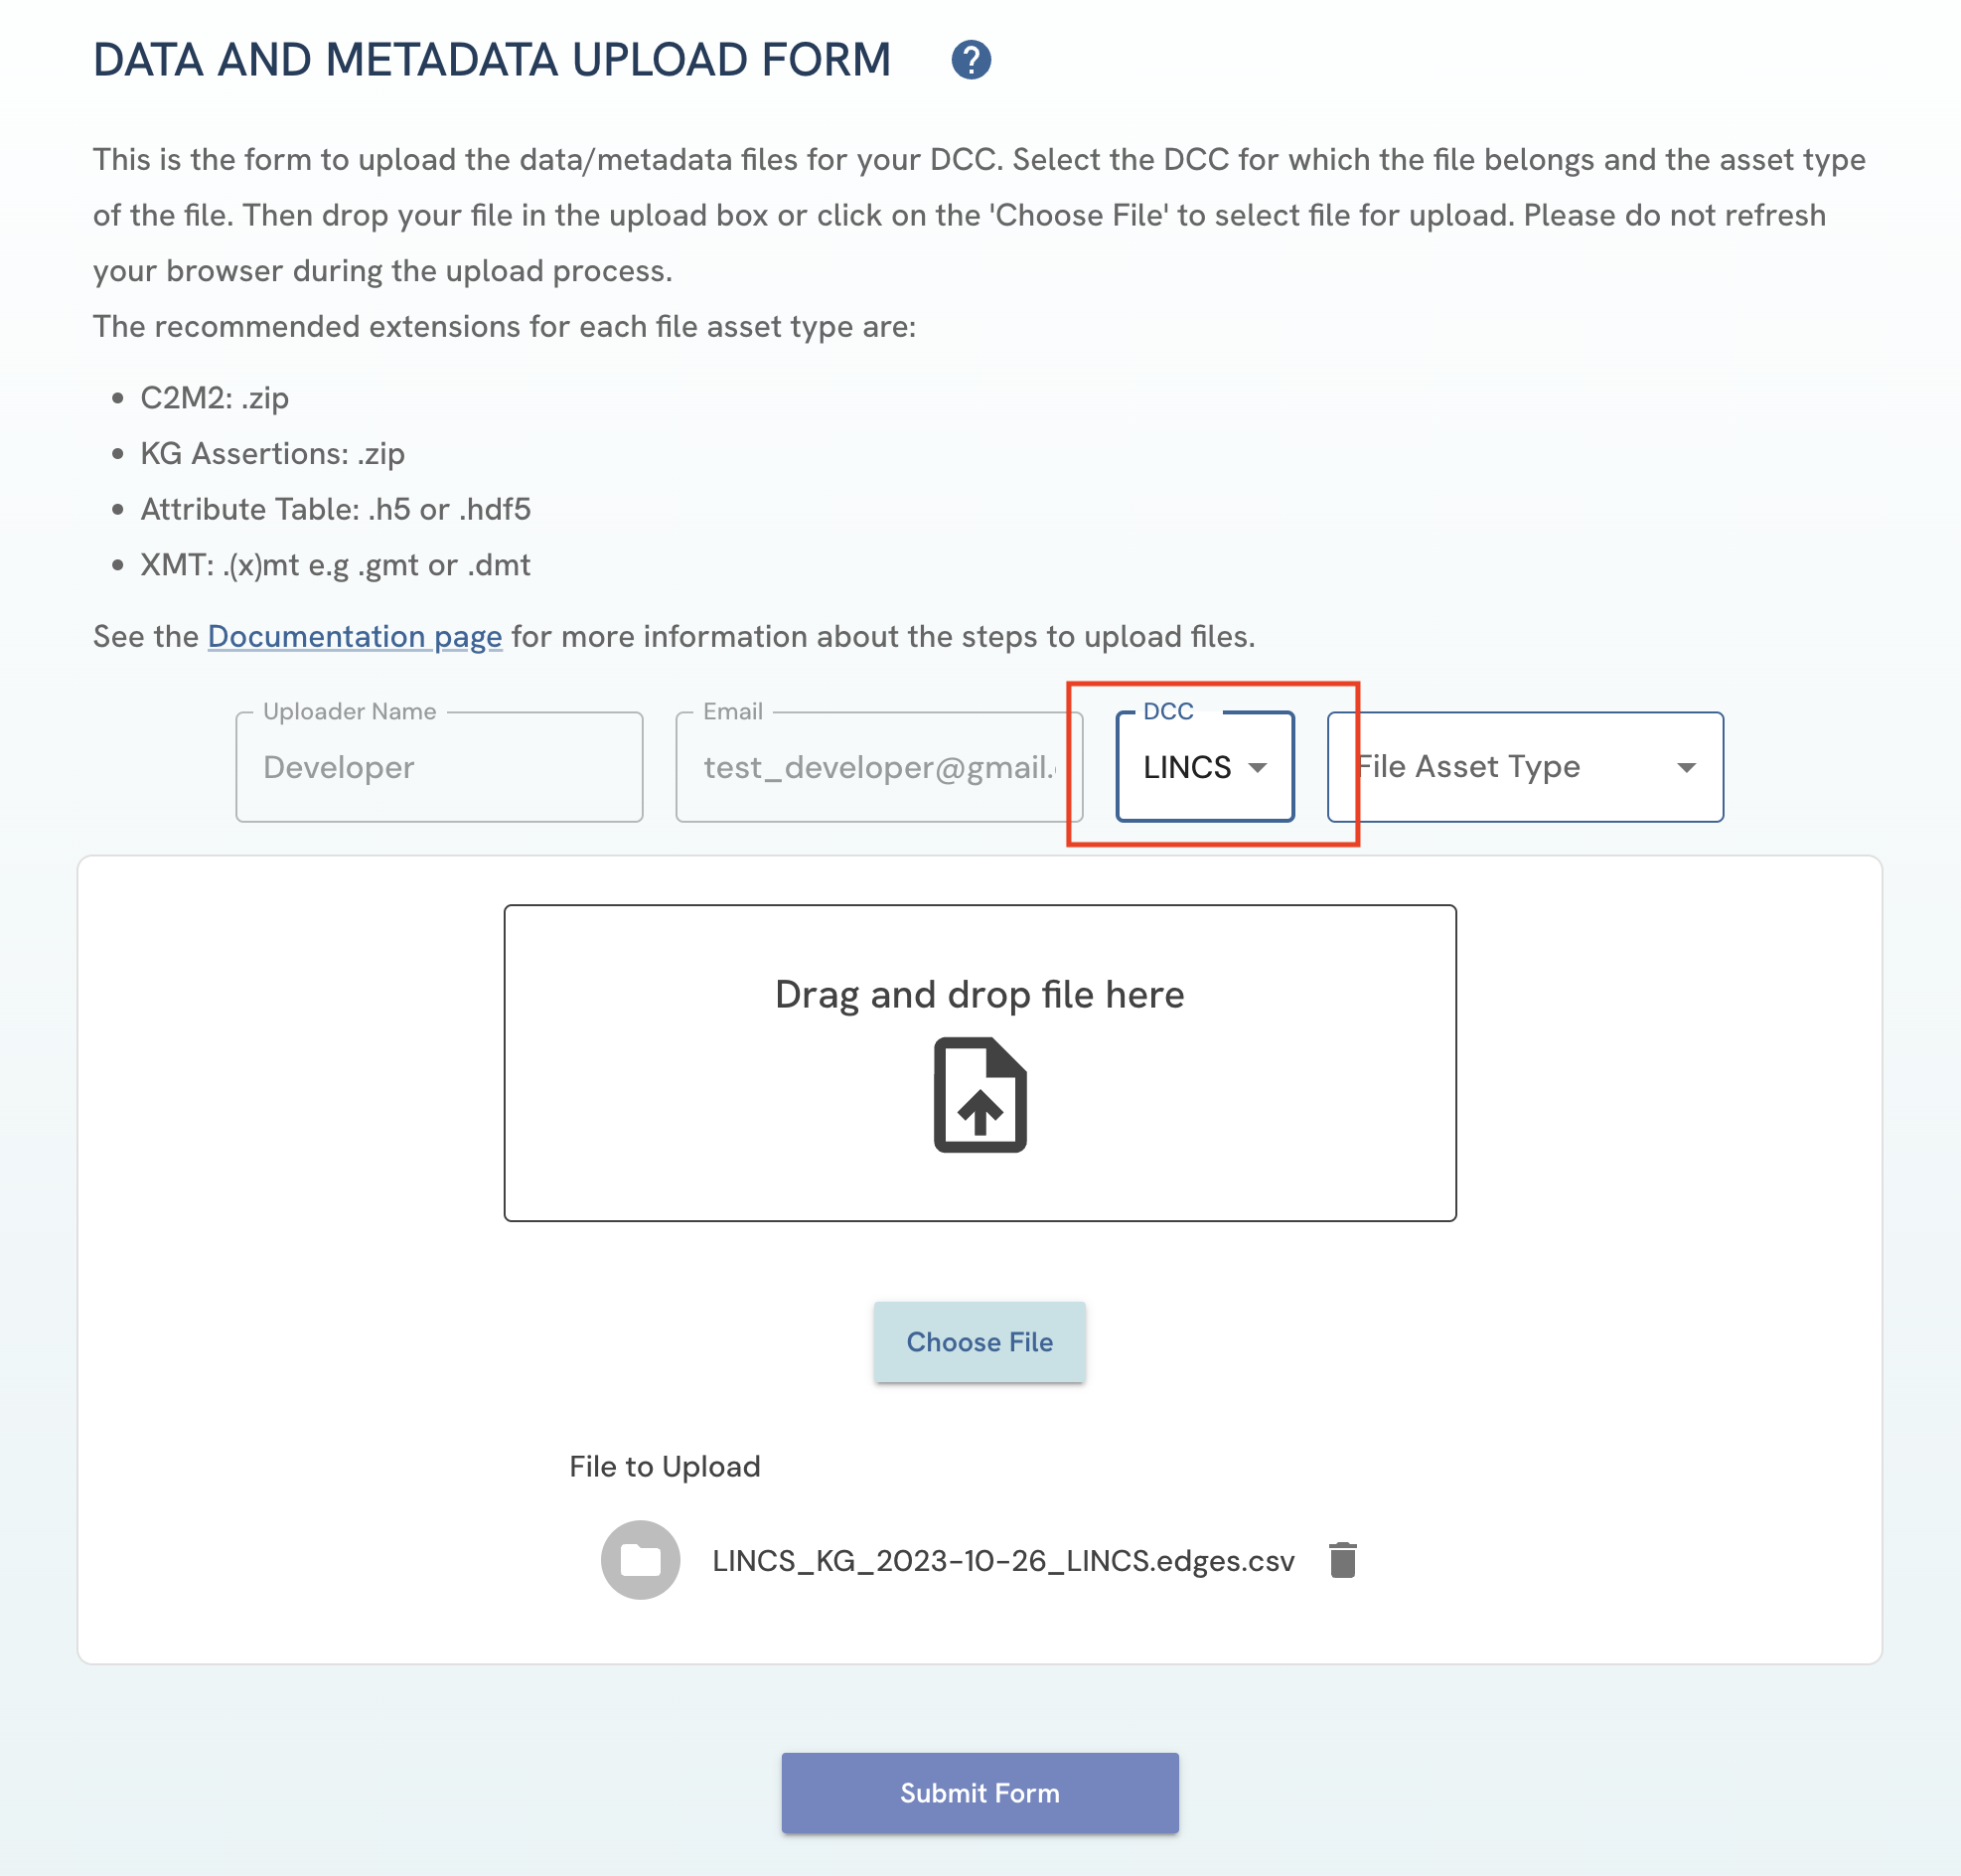 DATA AND METADATA UPLOAD FORM ?
This is the form to upload the data/metadata files for your DCC. Select the DCC for which the file belongs and the asset type
of the file. Then drop your file in the upload box or click on the 'Choose File' to select file for upload. Please do not refresh
your browser during the upload process.
The recommended extensions for each file asset type are:
• C2M2: .zip
• KG Assertions: .zip
• Attribute Table: .h5 or .hdf5
• XMT: .(x)mt e.g .gmt or .dmt
See the Documentation page for more information about the steps to upload files.
Uploader Name
Developer
Email
test_developer@gmail.
DCC
LINCS
File Asset Type
Drag and drop file here
Choose File
File to Upload
LINCS_KG_2023-10-26_LINCS.edges.csv
Submit Form